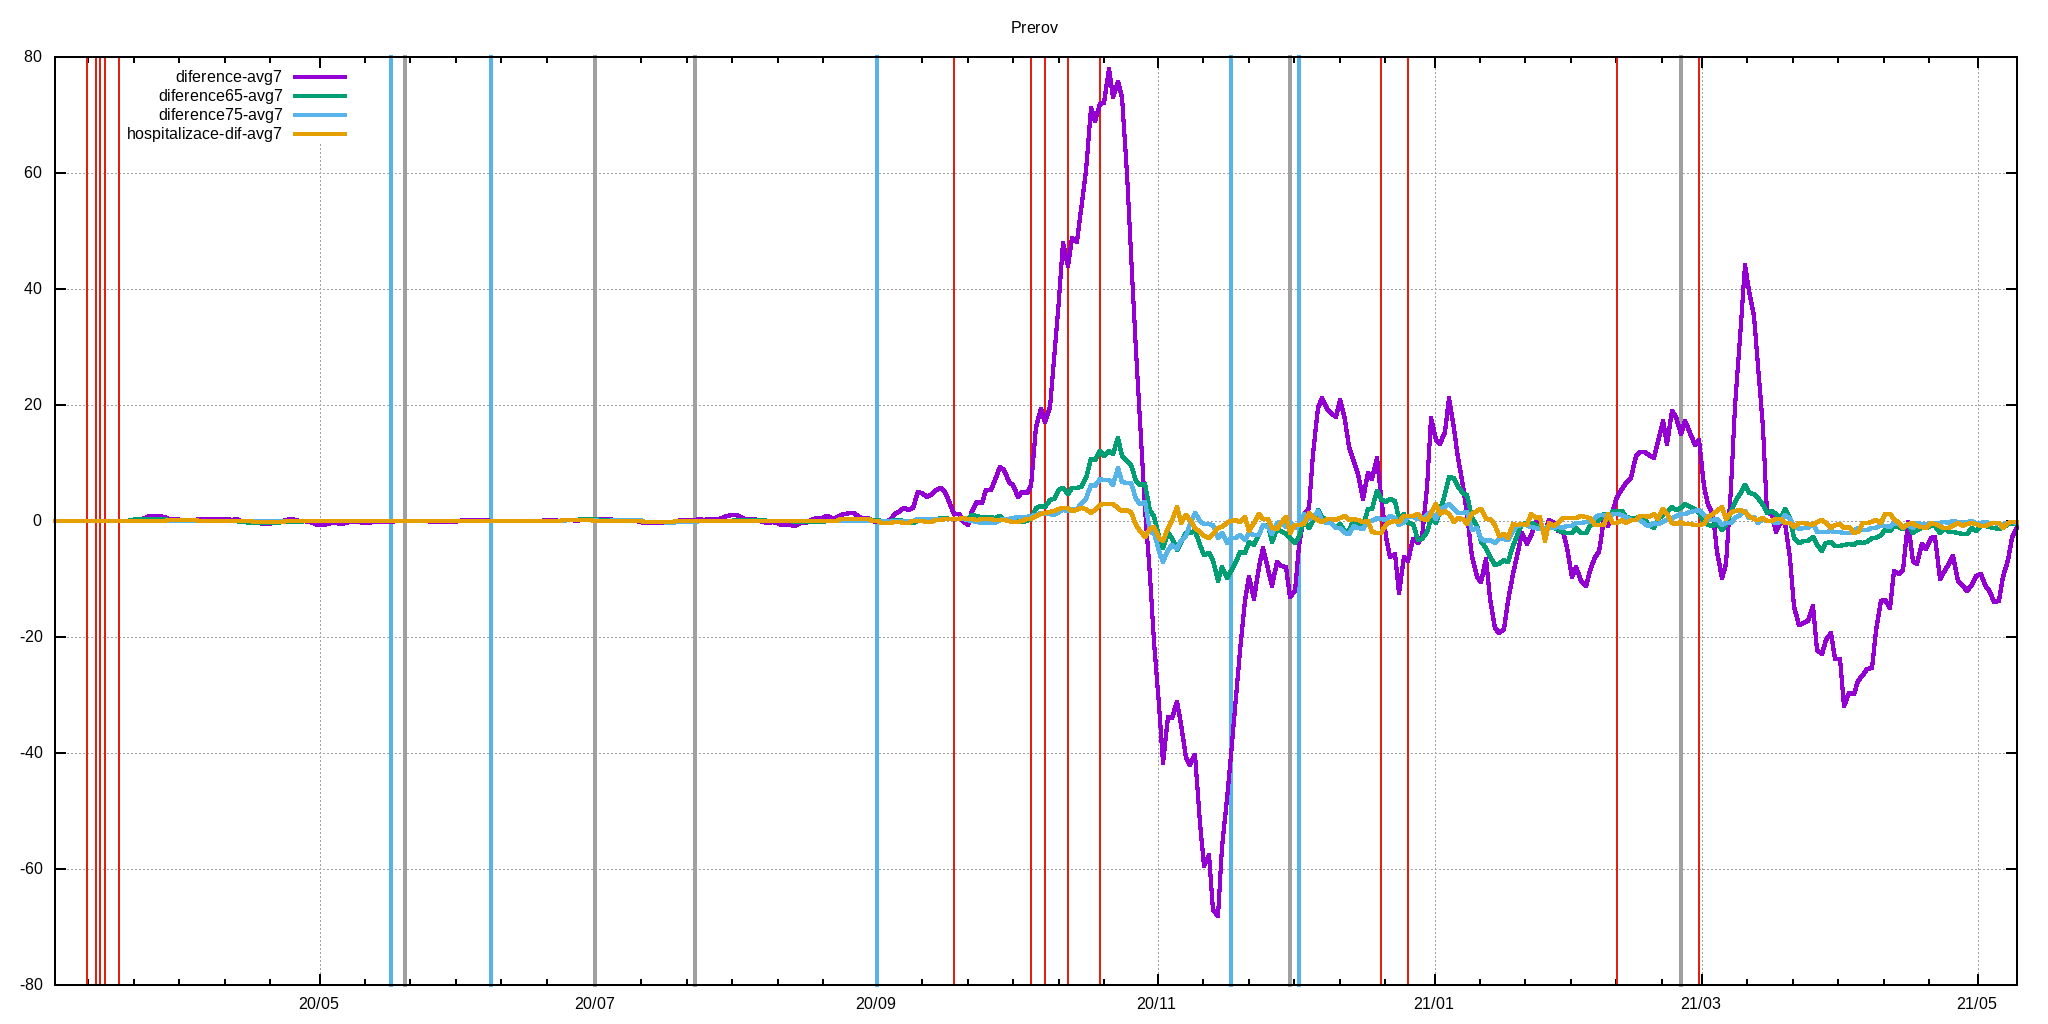 Prerov
80
diference-avg7
diference65-avg7
diference75-avg7
hospitalizace-dif-avg7
60
40
20
0
-20
-40
-60
-80
20/05 20/07 20/09 20/11 21/01 21/03 21/05